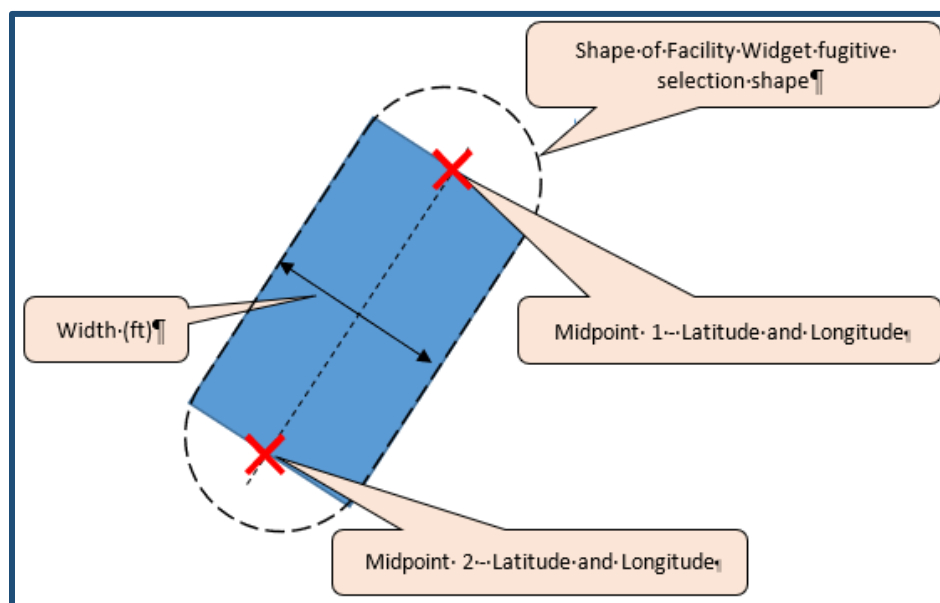 Shape·of·Facility·Widget·fugitive·
selection·shape¶
Width·(ft)¶
Midpoint· 1·-·Latitude·and·Longitude¶
Midpoint· 2·-·Latitude·and·Longitude¶